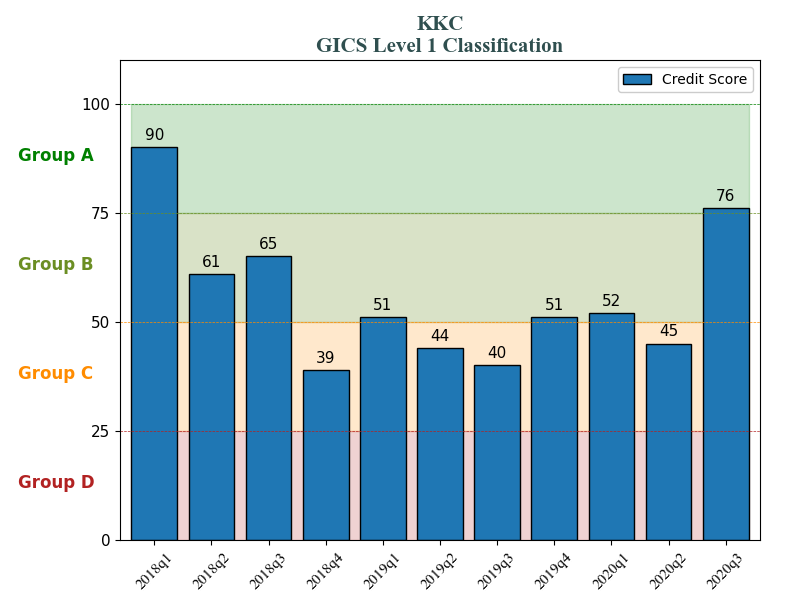 KKC
GICS Level 1 Classification
Credit Score
100
75
50
25
0
Group A
Group B
Group C
Group D
90
61
65
39
51
44
40
51
52
45
76
2018q1
2018q2
2018q3
2018q4
2019q1
2019q2
2019q3
2019q4
2020q1
2020q2
2020q3